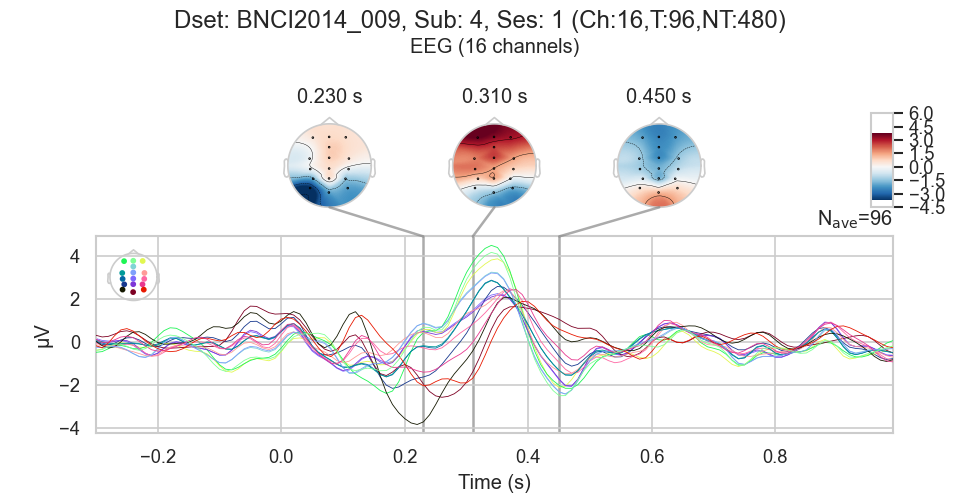 Dset: BNCI2014_009, Sub: 4, Ses: 1 (Ch:16,T:96,NT:480)
EEG (16 channels)
0.230 s 0.310 s 0.450 s
6.0
4.5
3.0
1.5
0.0
−1.5
−3.0
−4.5
Nave=96
µV
4
2
0
−2
−4
−0.2 0.0 0.2 0.4 0.6 0.8
Time (s)